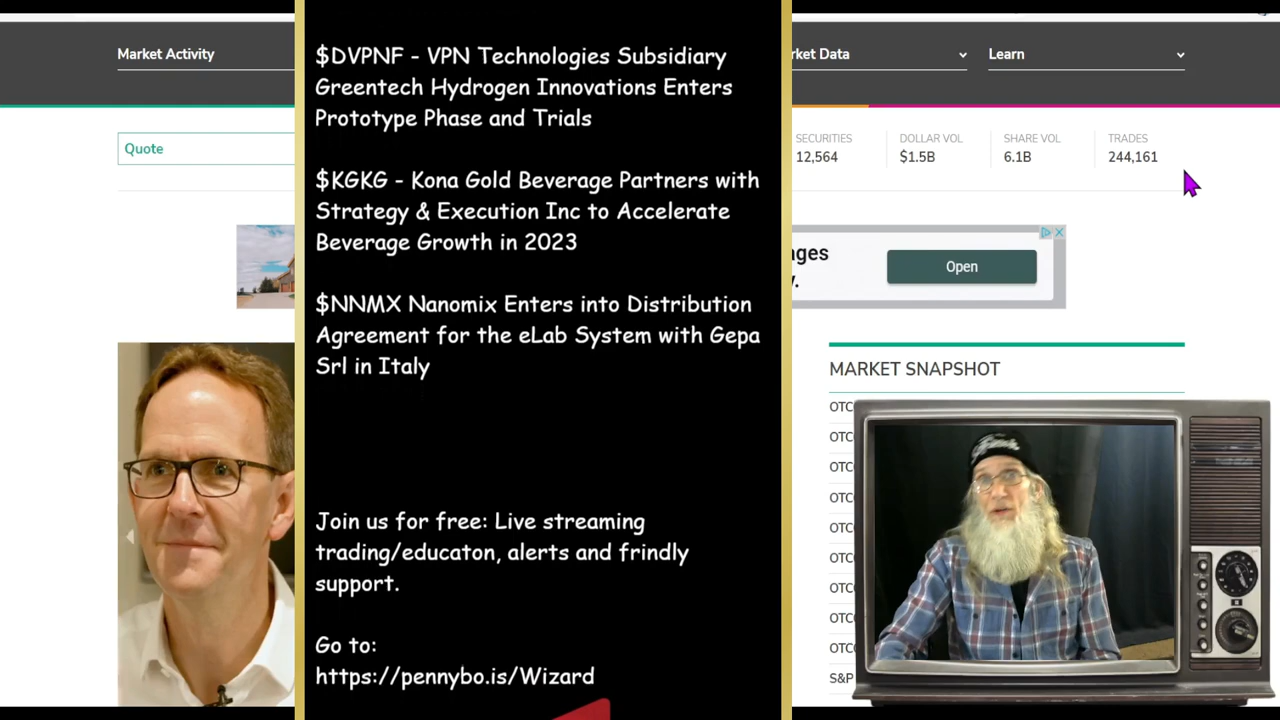 Market Activity
rket Data
Learn
Quote
SECURITIES
12,564
DOLLAR VOL
$1.5B
SHARE VOL
6.1B
TRADES
244,161
$DVPNF - VPN Technologies Subsidiary
Greentech Hydrogen Innovations Enters
Prototype Phase and Trials
$KGKG - Kona Gold Beverage Partners with
Strategy & Execution Inc to Accelerate
Beverage Growth in 2023
$NNMX Nanomix Enters into Distribution
Agreement for the eLab System with Gepa
Srl in Italy
Join us for free: Live streaming
trading/educaton, alerts and frindly
support.
Go to:
https://pennybo.is/Wizard
ages
y.
Open
MARKET SNAPSHOT
OTC
OTC
OTC
OTC
OTC
OTC
OTC
OTC
OTC
S&P